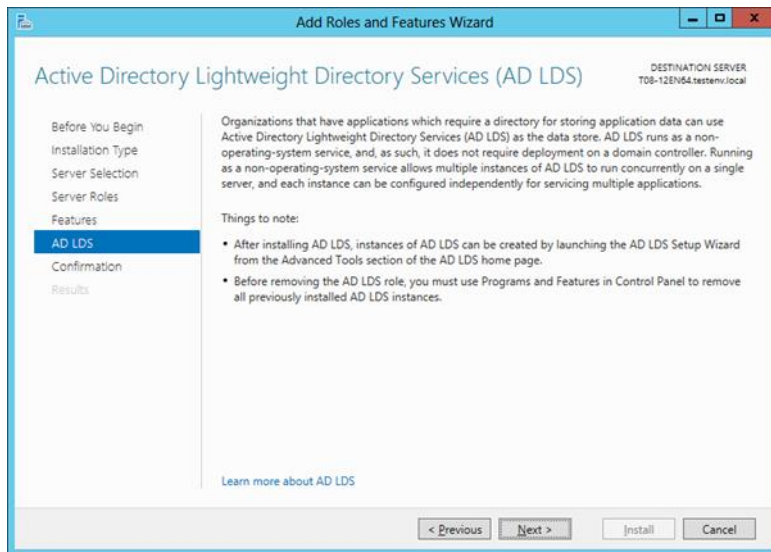 Add Roles and Features Wizard
Active Directory Lightweight Directory Services (AD LDS)
DESTINATION SERVER
T08-12EN64.testenv.local
Before You Begin
Installation Type
Server Selection
Server Roles
Features
AD LDS
Confirmation
Results
Organizations that have applications which require a directory for storing application data can use
Active Directory Lightweight Directory Services (AD LDS) as the data store. AD LDS runs as a non-
operating-system service, and, as such, it does not require deployment on a domain controller. Running
as a non-operating-system service allows multiple instances of AD LDS to run concurrently on a single
server, and each instance can be configured independently for servicing multiple applications.
Things to note:
• After installing AD LDS, instances of AD LDS can be created by launching the AD LDS Setup Wizard
from the Advanced Tools section of the AD LDS home page.
• Before removing the AD LDS role, you must use Programs and Features in Control Panel to remove
all previously installed AD LDS instances.
Learn more about AD LDS
< Previous
Next >
Install
Cancel